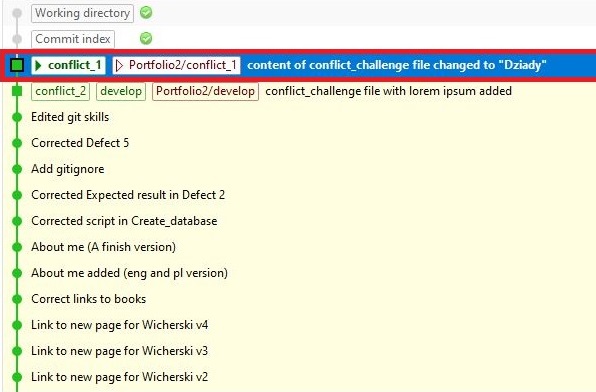 Working directory
Commit index
conflict_1 Portfolio2/conflict_1 content of conflict_challenge file changed to "Dziady"
conflict_2 develop Portfolio2/develop conflict_challenge file with lorem ipsum added
Edited git skills
Corrected Defect 5
Add gitignore
Corrected Expected result in Defect 2
Corrected script in Create_database
About me (A finish version)
About me added (eng and pl version)
Correct links to books
Link to new page for Wicherski v4
Link to new page for Wicherski v3
Link to new page for Wicherski v2